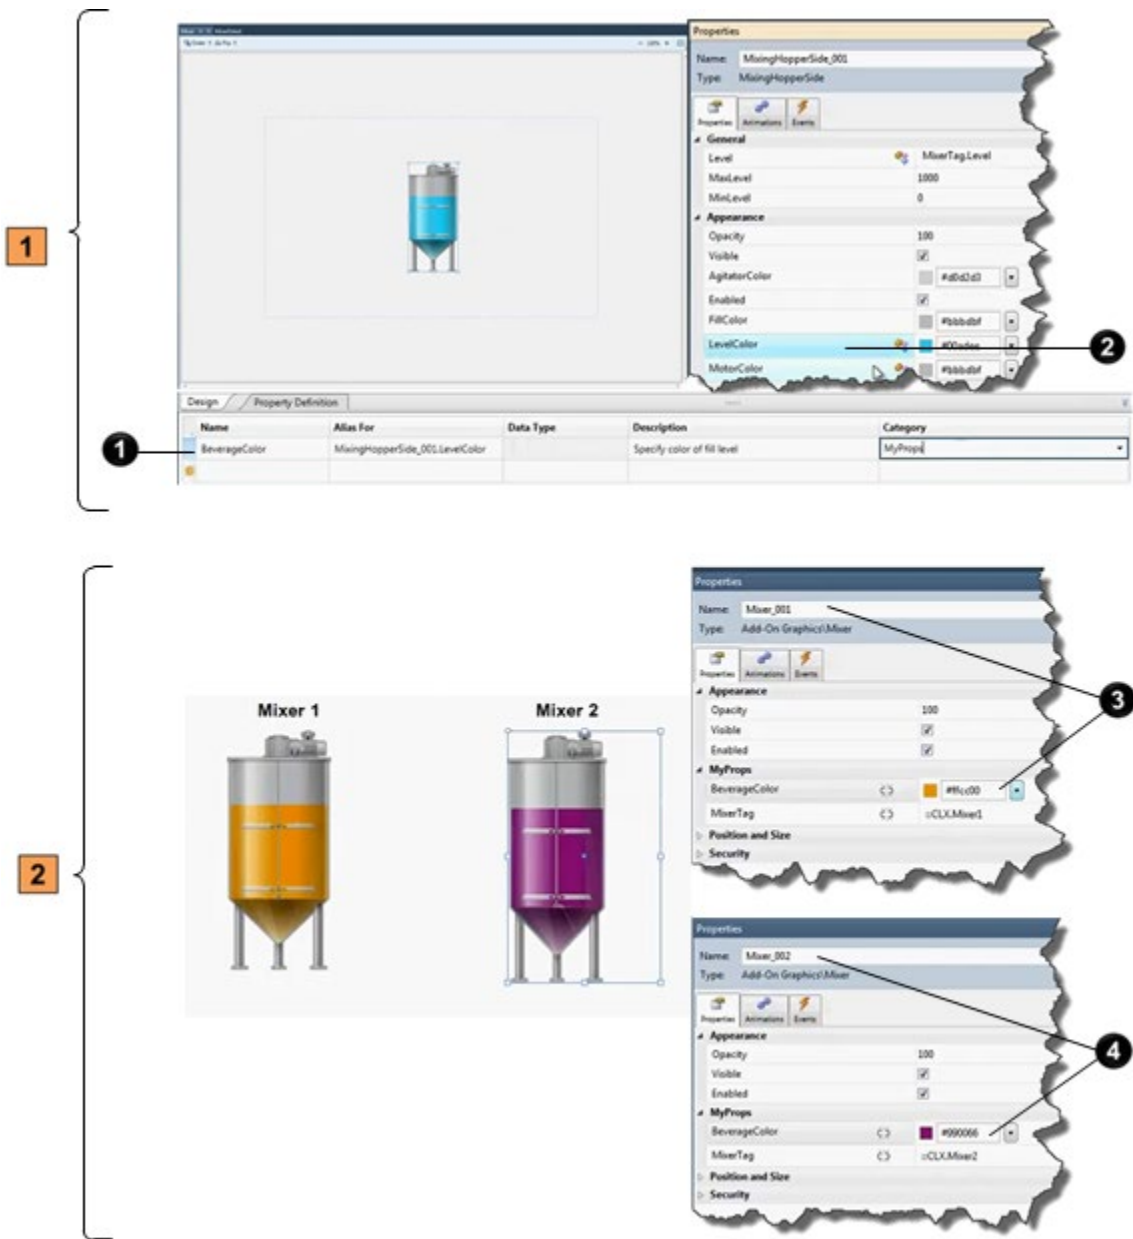 Properties
Name: MixingHopperSide_001
Type: MixingHopperSide
Properties Animations Events
General
Level MixerTag.Level
MaxLevel 1000
MinLevel 0
Appearance
Opacity 100
Visible
AgitatorColor #d0d2d3
Enabled
FillColor #bbbdbf
1
LevelColor #00adee
2
MotorColor #bbbdbf
Design Property Definition
Name Alias For Data Type Description Category
1
BeverageColor MixingHopperSide_001.LevelColor Specify color of fill level MyProps
Properties
Name: Mixer_001
Type: Add-On Graphics\Mixer
Properties Animations Events
3
Appearance
Mixer 1 Mixer 2
Opacity 100
Visible
Enabled
MyProps
BeverageColor #ffcc00
MixerTag ::CLX.Mixer1
Position and Size
Security
2
Properties
Name: Mixer_002
Type: Add-On Graphics\Mixer
Properties Animations Events
4
Appearance
Opacity 100
Visible
Enabled
MyProps
BeverageColor #990066
MixerTag ::CLX.Mixer2
Position and Size
Security